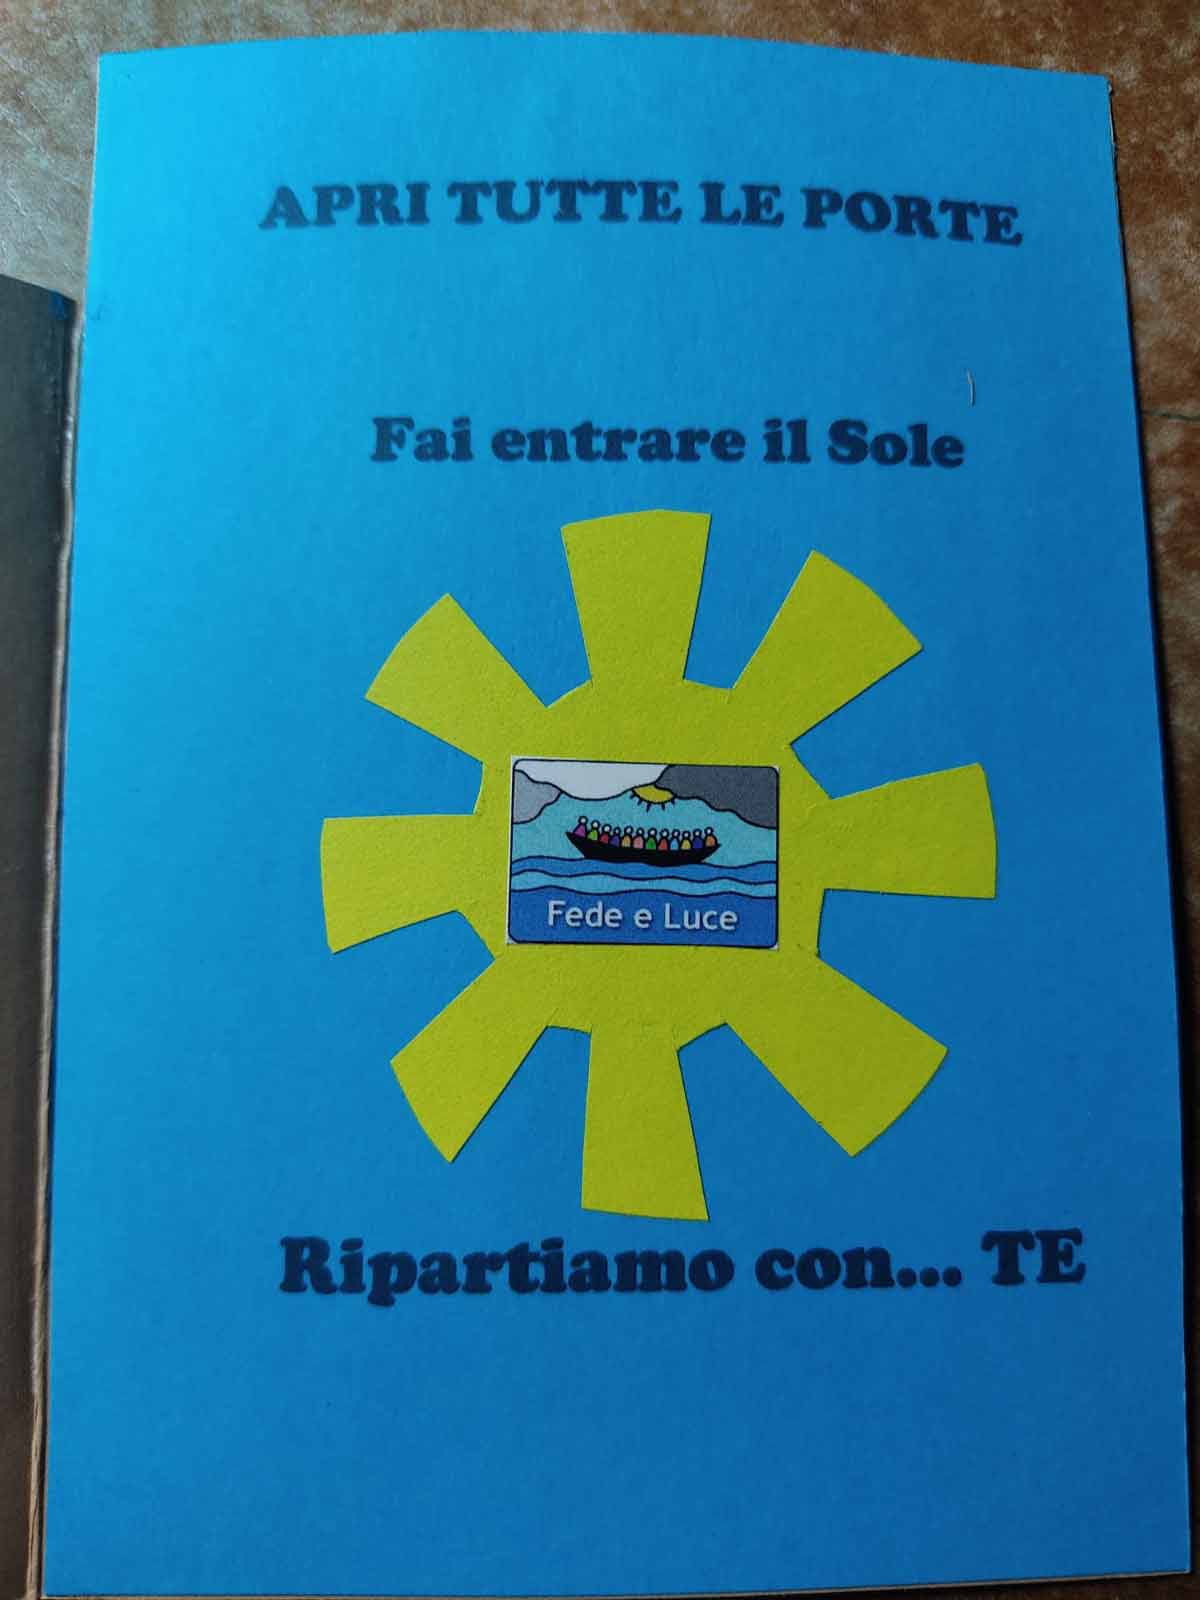 APRI TUTTE LE PORTE
Fai entrare il Sole
Fede e Luce
Ripartiamo con... TE